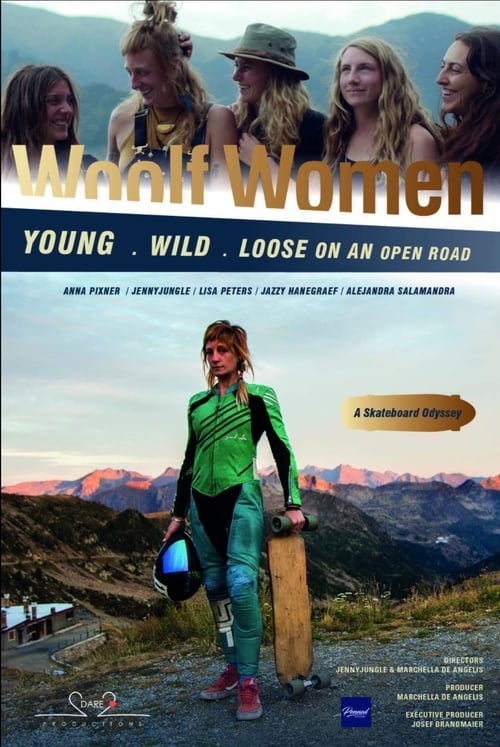 Woolf Women
YOUNG . WILD . LOOSE ON AN OPEN ROAD
ANNA PIXNER / JENNYJUNGLE / LISA PETERS / JAZZY HANEGRAEF / ALEJANDRA SALAMANDRA
A Skateboard Odyssey
DIRECTORS
JENNYJUNGLE & MARCHELLA DE ANGELIS
PRODUCER
MARCHELLA DE ANGELIS
EXECUTIVE PRODUCER
JOSEF BRANDMAIER
DARE 2
PRODUCTIONS